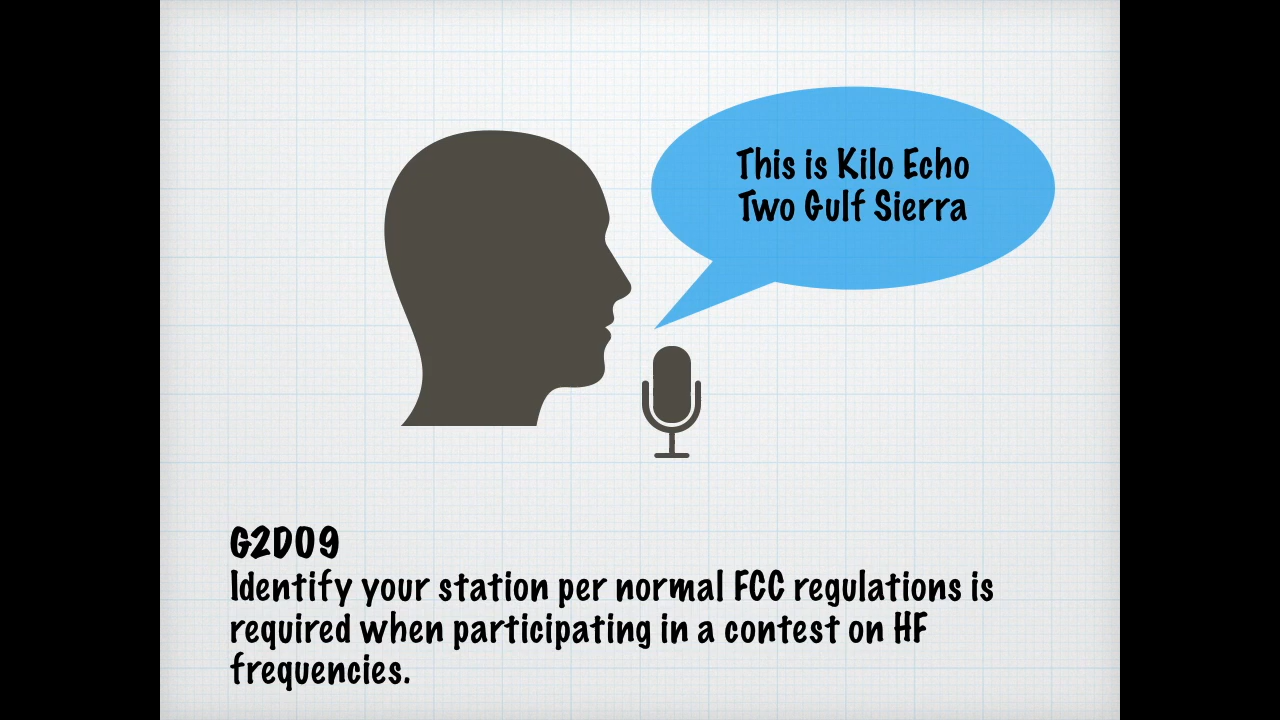 This is Kilo Echo
Two Gulf Sierra
G2D09
Identify your station per normal FCC regulations is
required when participating in a contest on HF
frequencies.